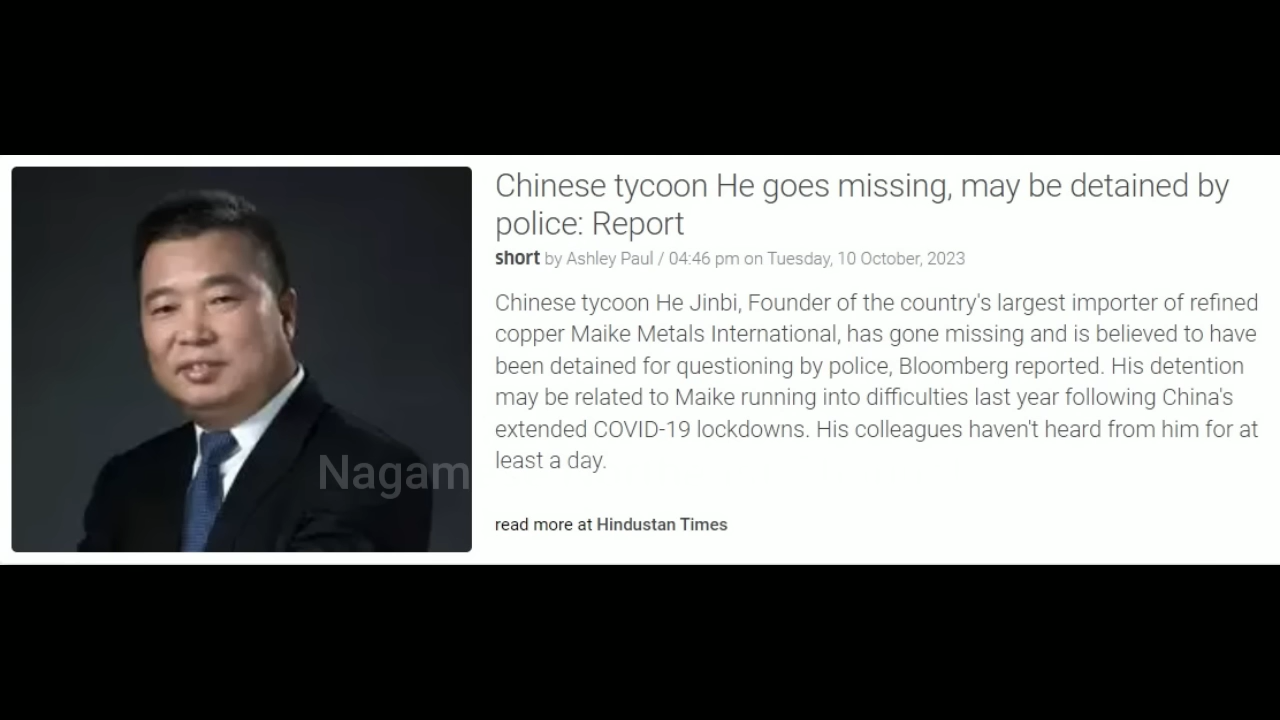 Chinese tycoon He goes missing, may be detained by
police: Report
short by Ashley Paul / 04:46 pm on Tuesday, 10 October, 2023
Chinese tycoon He Jinbi, Founder of the country's largest importer of refined
copper Maike Metals International, has gone missing and is believed to have
been detained for questioning by police, Bloomberg reported. His detention
may be related to Maike running into difficulties last year following China's
extended COVID-19 lockdowns. His colleagues haven't heard from him for at
least a day.
Nagam
read more at Hindustan Times